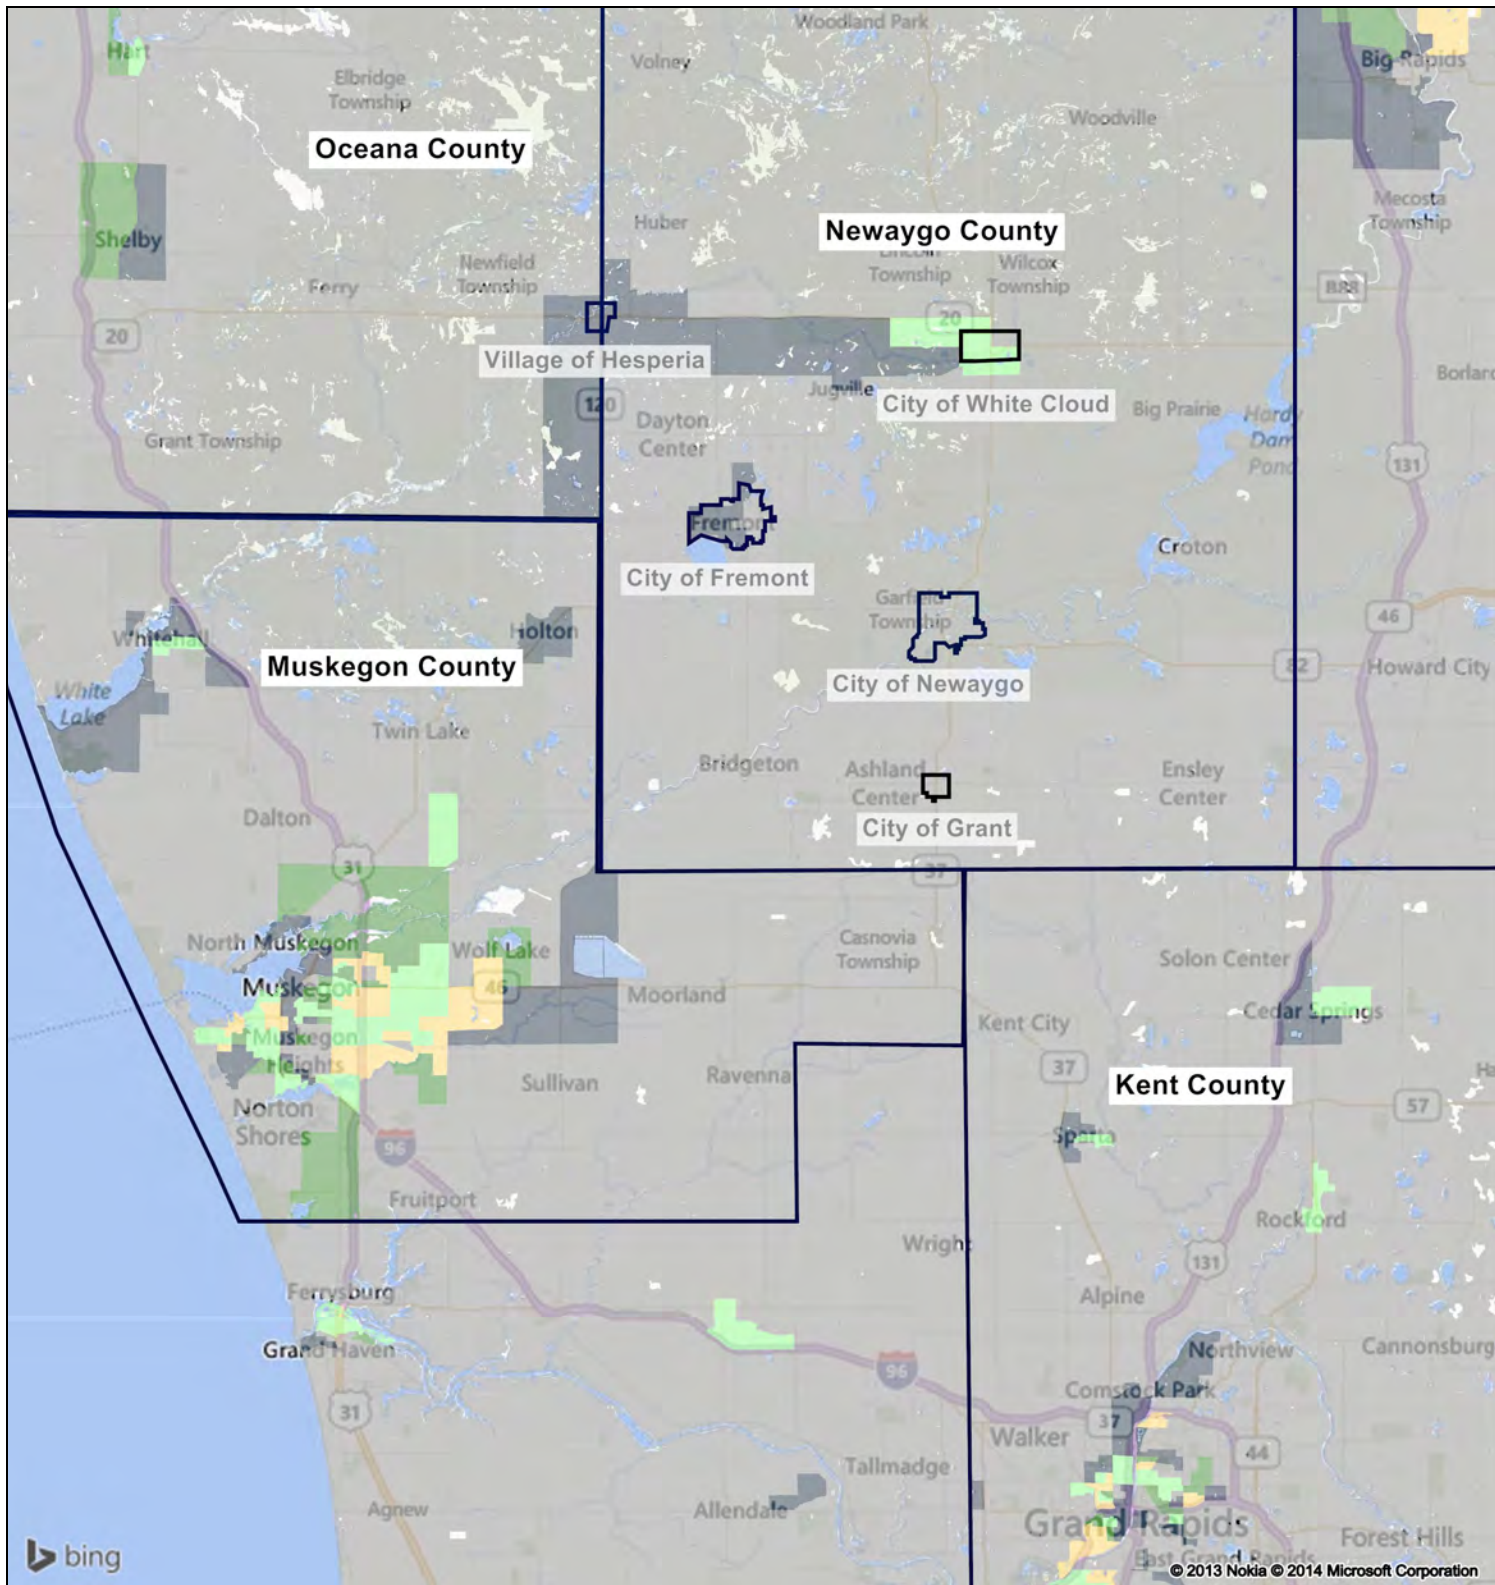 Woodland Park
Hart
Volney
Big Rapids
Elbridge
Township
Woodville
Oceana County
Mecosta
Township
Huber
Newaygo County
Shelby
Newfield
Township
Lincoln
Township
Wilcox
Township
Ferry
B88
20
20
Village of Hesperia
Jugville
Borland
120
City of White Cloud
Big Prairie
Hardy
Dam
Pond
Dayton
Center
Grant Township
131
Fremont
Croton
City of Fremont
Garfield
Township
46
Whitehall
Holton
Muskegon County
82
Howard City
City of Newaygo
White
Lake
Twin Lake
Bridgeton
Ashland
Center
Ensley
Center
Dalton
City of Grant
31
37
North Muskegon
Wolf Lake
Casnovia
Township
Solon Center
Muskegon
46
Moorland
Cedar Springs
Kent City
Muskegon
Heights
37
Sullivan
Ravenna
Kent County
Norton
Shores
57
96
Sparta
Fruitport
Rockford
Wright
131
Ferrysburg
Alpine
Grand Haven
Northview
Cannonsburg
96
Comstock Park
31
37
Walker
44
Tallmadge
Agnew
Allendale
Grand Rapids
Forest Hills
bing
East Grand Rapids
© 2013 Nokia © 2014 Microsoft Corporation